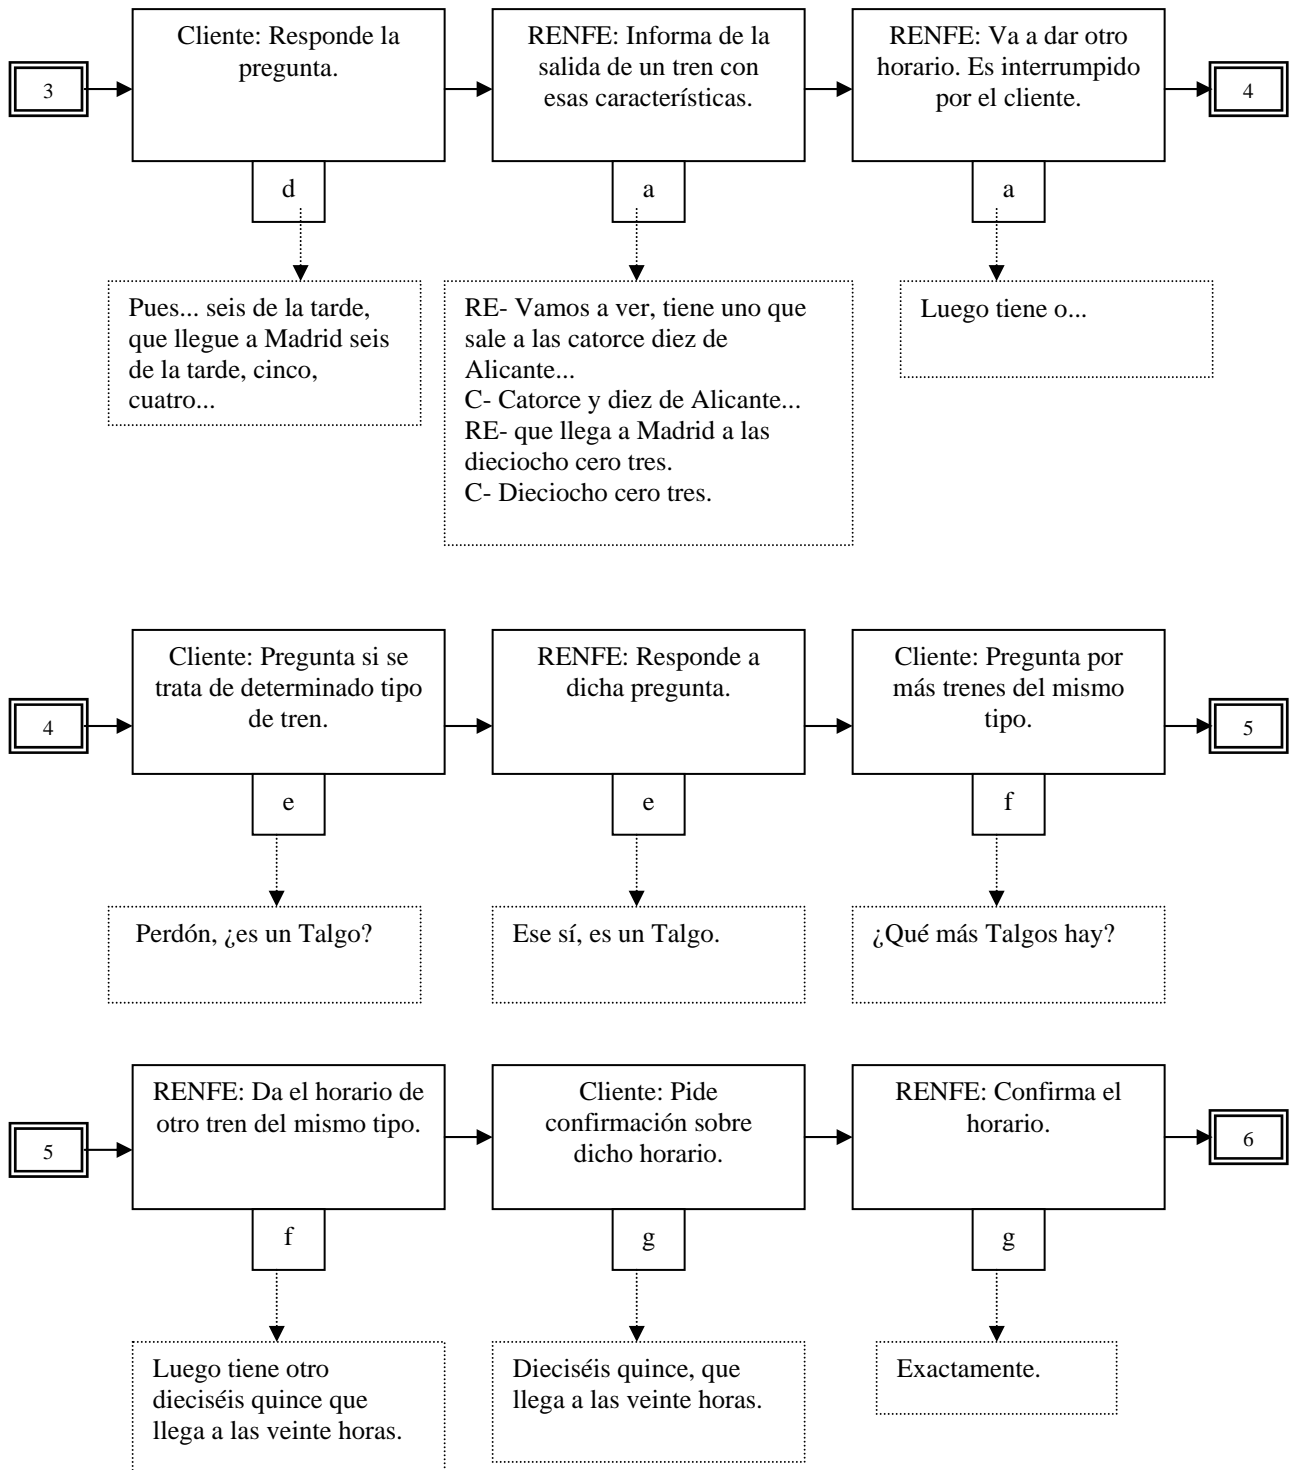 3
Cliente: Responde la
pregunta.
RENFE: Informa de la
salida de un tren con
esas características.
RENFE: Va a dar otro
horario. Es interrumpido
por el cliente.
4
d
a
a
Pues... seis de la tarde,
que llegue a Madrid seis
de la tarde, cinco,
cuatro...
RE- Vamos a ver, tiene uno que
sale a las catorce diez de
Alicante...
C- Catorce y diez de Alicante...
RE- que llega a Madrid a las
dieciocho cero tres.
C- Dieciocho cero tres.
Luego tiene o...
4
Cliente: Pregunta si se
trata de determinado tipo
de tren.
RENFE: Responde a
dicha pregunta.
Cliente: Pregunta por
más trenes del mismo
tipo.
5
e
e
f
Perdón, ¿es un Talgo?
Ese sí, es un Talgo.
¿Qué más Talgos hay?
5
RENFE: Da el horario de
otro tren del mismo tipo.
Cliente: Pide
confirmación sobre
dicho horario.
RENFE: Confirma el
horario.
6
f
g
g
Luego tiene otro
dieciséis quince que
llega a las veinte horas.
Dieciséis quince, que
llega a las veinte horas.
Exactamente.